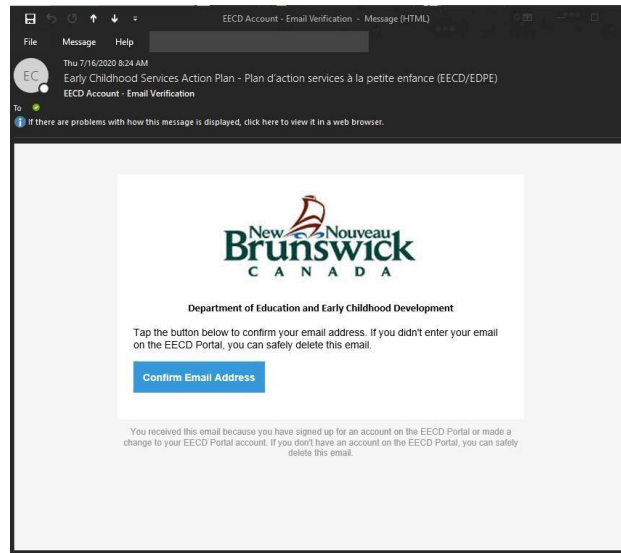 EECD Account - Email Verification - Message (HTML)
File Message Help
Thu 7/16/2020 8:24 AM
EC
Early Childhood Services Action Plan - Plan d'action services à la petite enfance (EECD/EDPE)
EECD Account - Email Verification
To
If there are problems with how this message is displayed, click here to view it in a web browser.
New Nouveau
Brunswick
CANADA
Department of Education and Early Childhood Development
Tap the button below to confirm your email address. If you didn't enter your email
on the EECD Portal, you can safely delete this email.
Confirm Email Address
You received this email because you have signed up for an account on the EECD Portal or made a
change to your EECD Portal account. If you don't have an account on the EECD Portal, you can safely
delete this email.